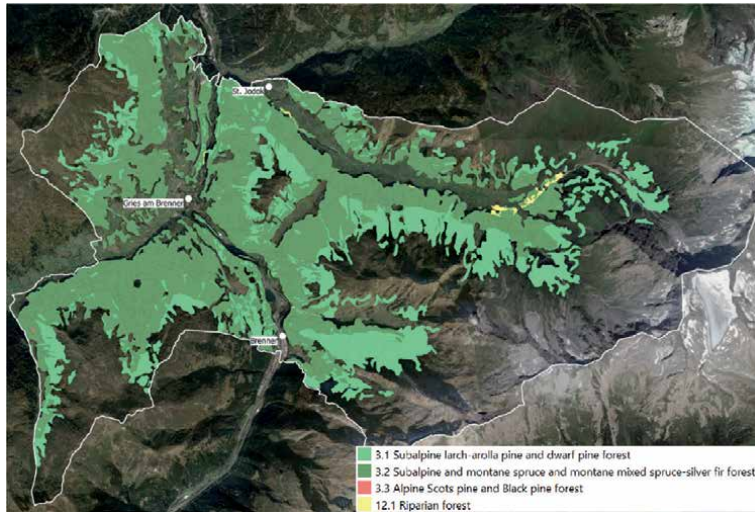 St. Jodok
Gries am Brenner
Brenner
3.1 Subalpine larch-arolla pine and dwarf pine forest
3.2 Subalpine and montane spruce and montane mixed spruce-silver fir forest
3.3 Alpine Scots pine and Black pine forest
12.1 Riparian forest